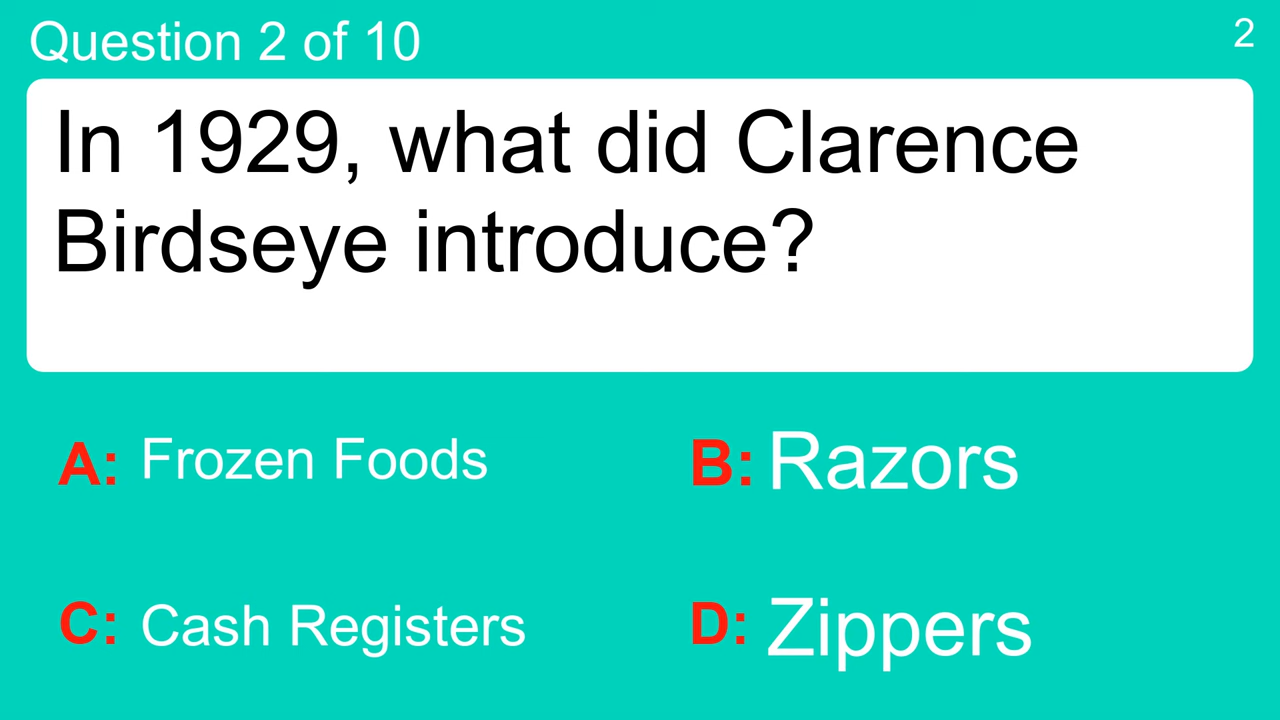 Question 2 of 10
2
In 1929, what did Clarence
Birdseye introduce?
A: Frozen Foods
B: Razors
C: Cash Registers
D: Zippers